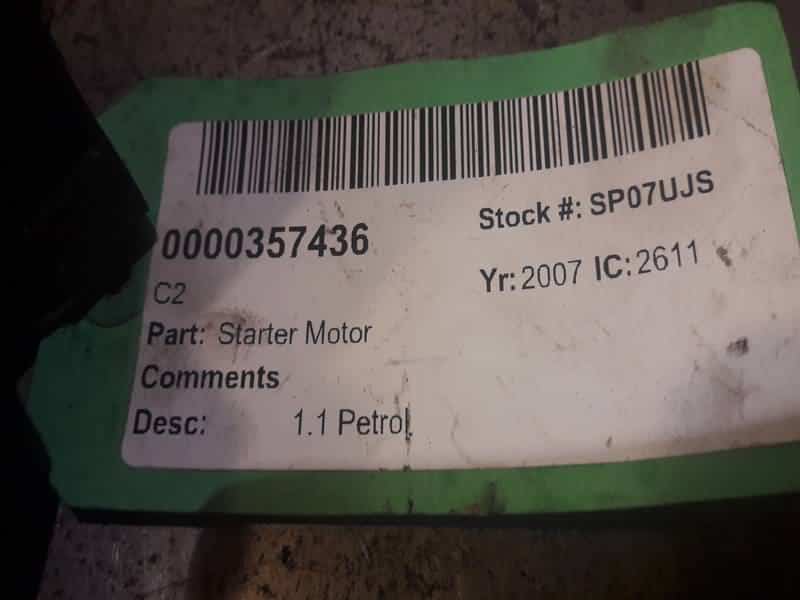 0000357436
Stock #: SP07UJS
C2
Yr: 2007 IC: 2611
Part: Starter Motor
Comments
Desc: 1.1 Petrol